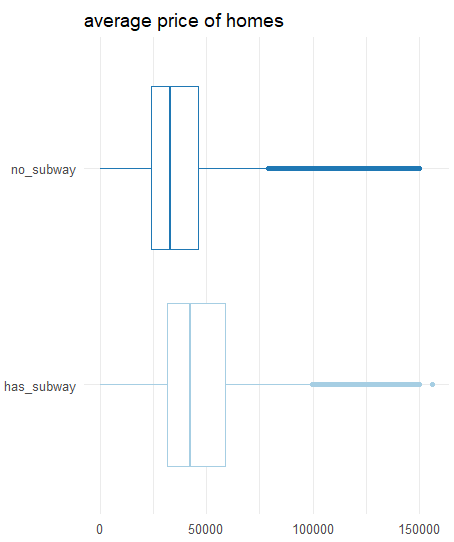 average price of homes
no_subway
has_subway
0 50000 100000 150000